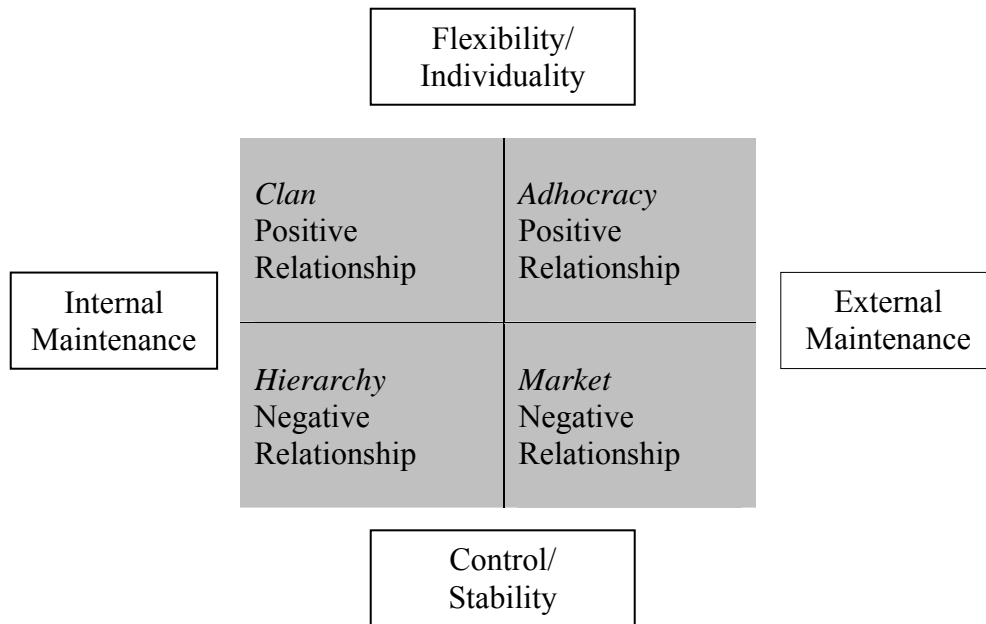 Flexibility/
Individuality
Clan
Positive
Relationship
Adhocracy
Positive
Relationship
Internal
Maintenance
External
Maintenance
Hierarchy
Negative
Relationship
Market
Negative
Relationship
Control/
Stability